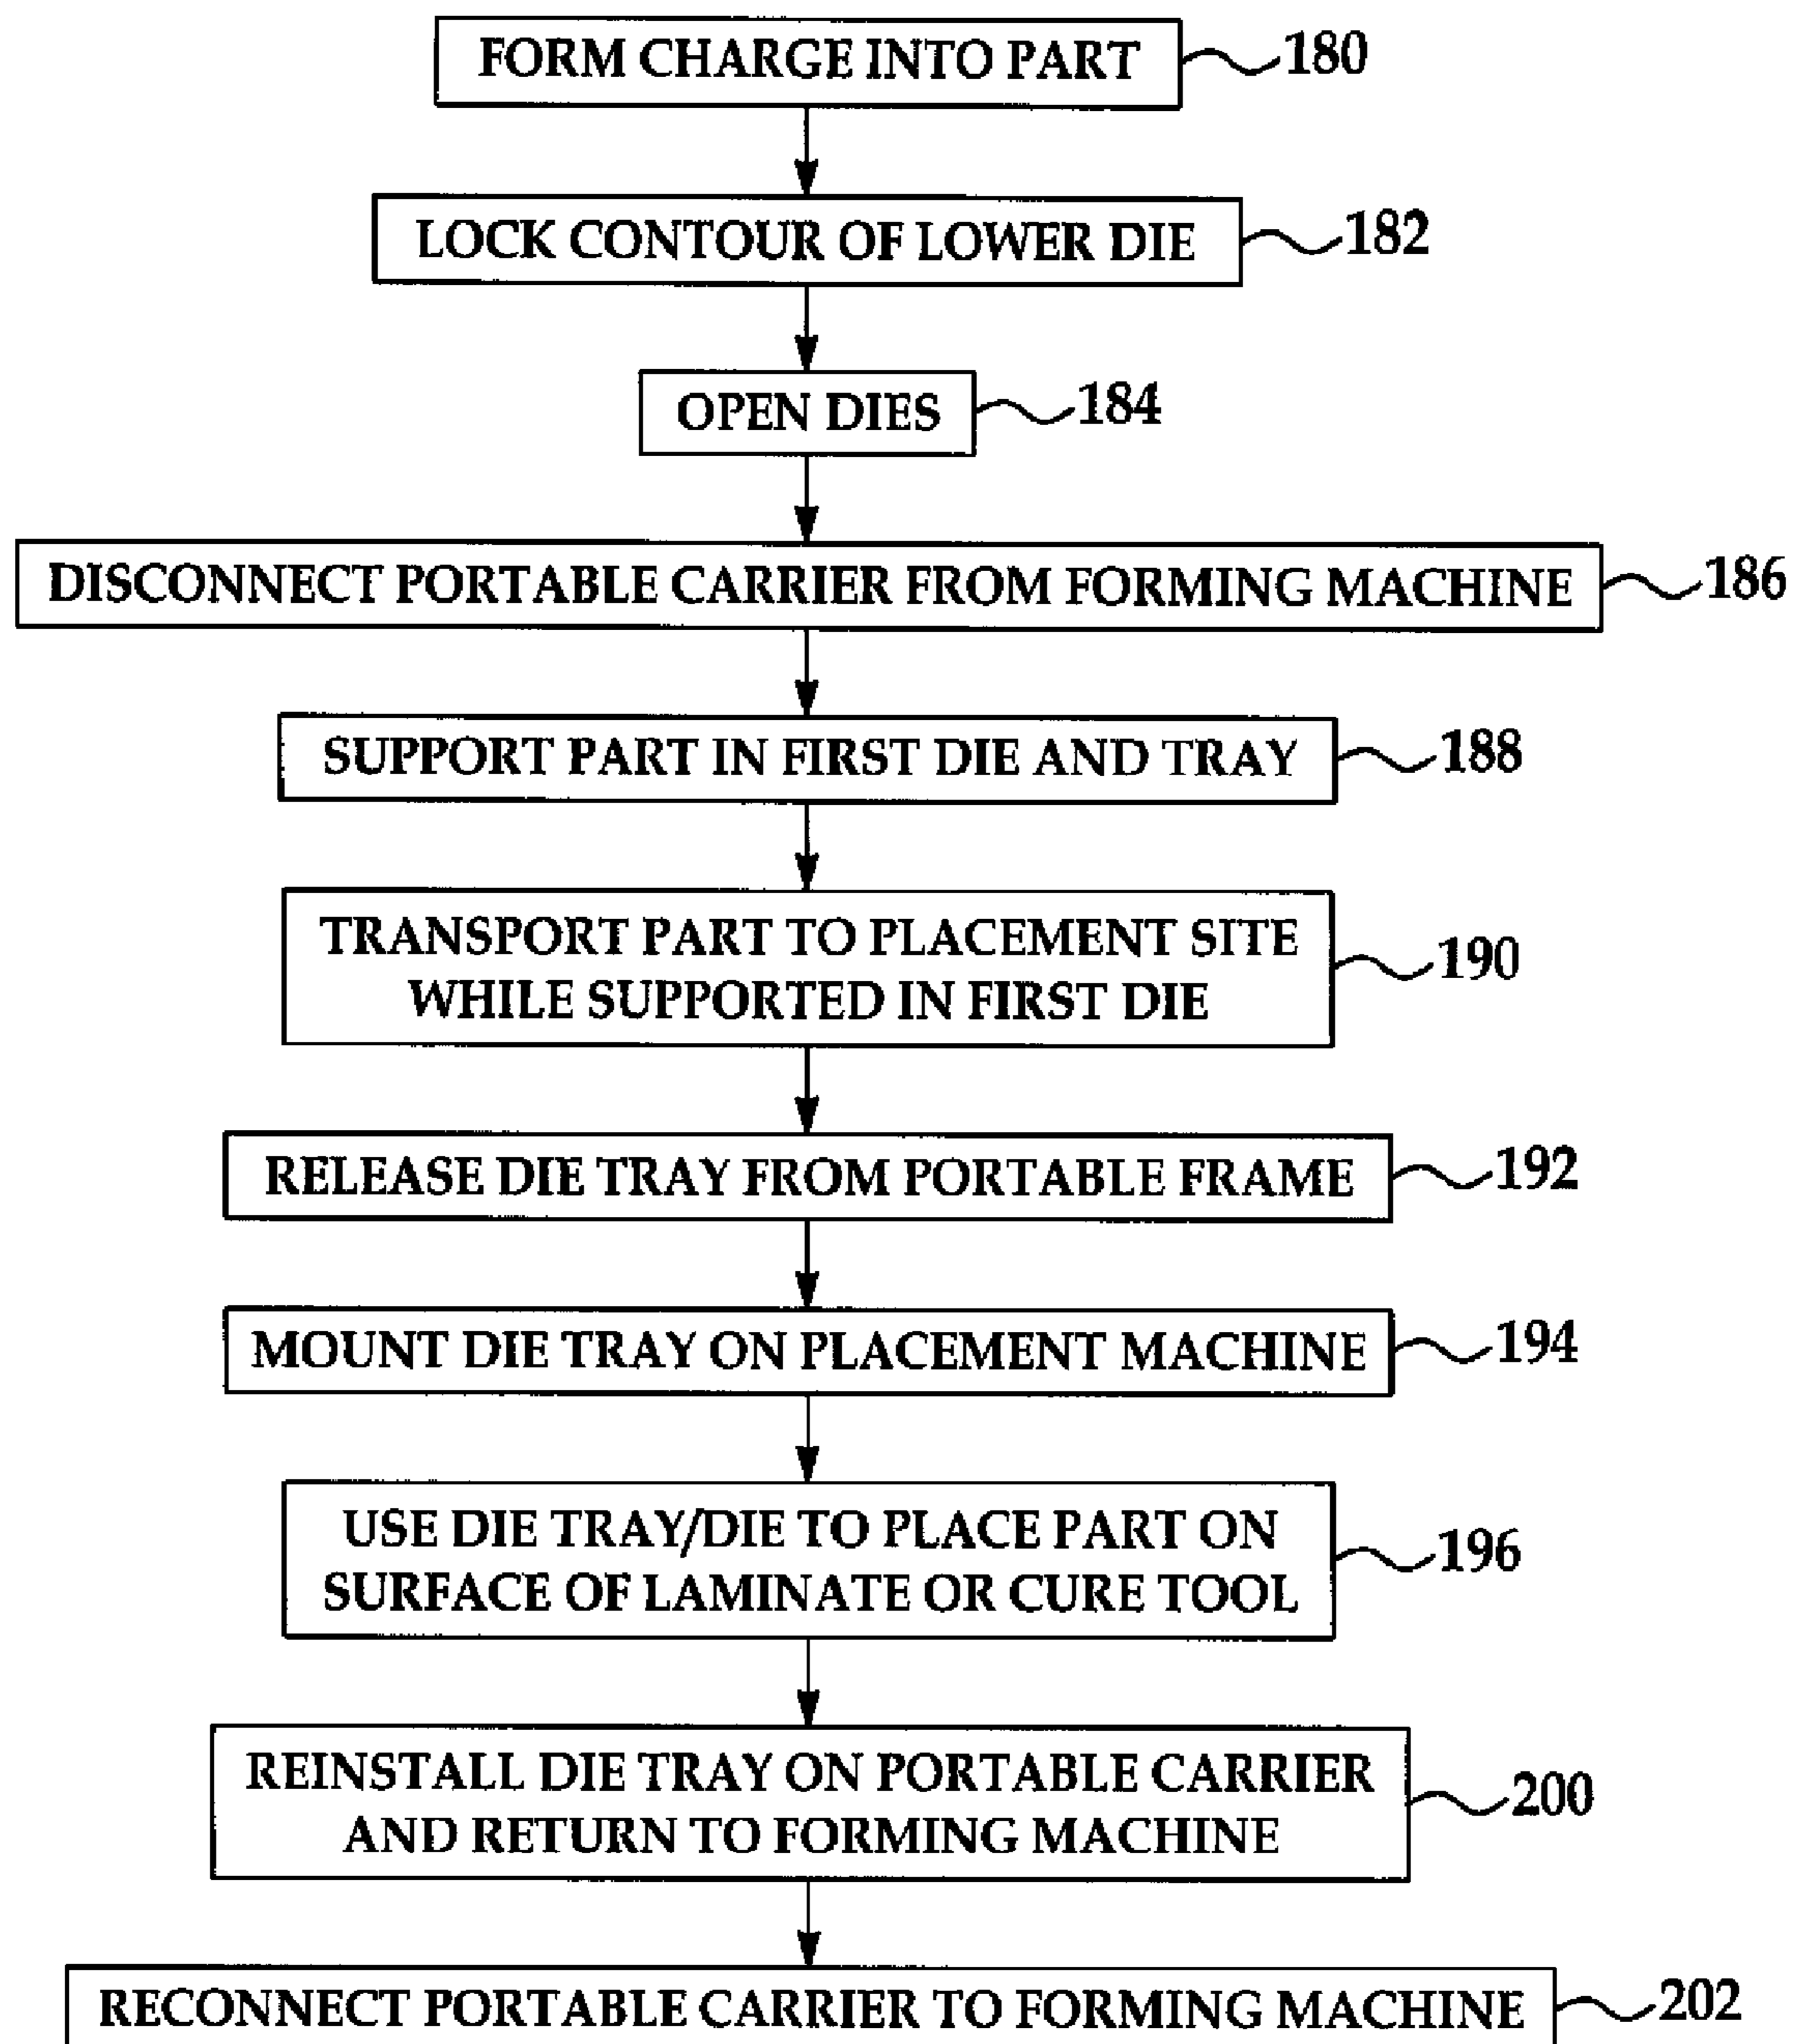 FORM CHARGE INTO PART
180
LOCK CONTOUR OF LOWER DIE
182
OPEN DIES
184
DISCONNECT PORTABLE CARRIER FROM FORMING MACHINE
186
SUPPORT PART IN FIRST DIE AND TRAY
188
TRANSPORT PART TO PLACEMENT SITE
WHILE SUPPORTED IN FIRST DIE
190
RELEASE DIE TRAY FROM PORTABLE FRAME
192
MOUNT DIE TRAY ON PLACEMENT MACHINE
194
USE DIE TRAY/DIE TO PLACE PART ON
SURFACE OF LAMINATE OR CURE TOOL
196
REINSTALL DIE TRAY ON PORTABLE CARRIER
AND RETURN TO FORMING MACHINE
200
RECONNECT PORTABLE CARRIER TO FORMING MACHINE
202